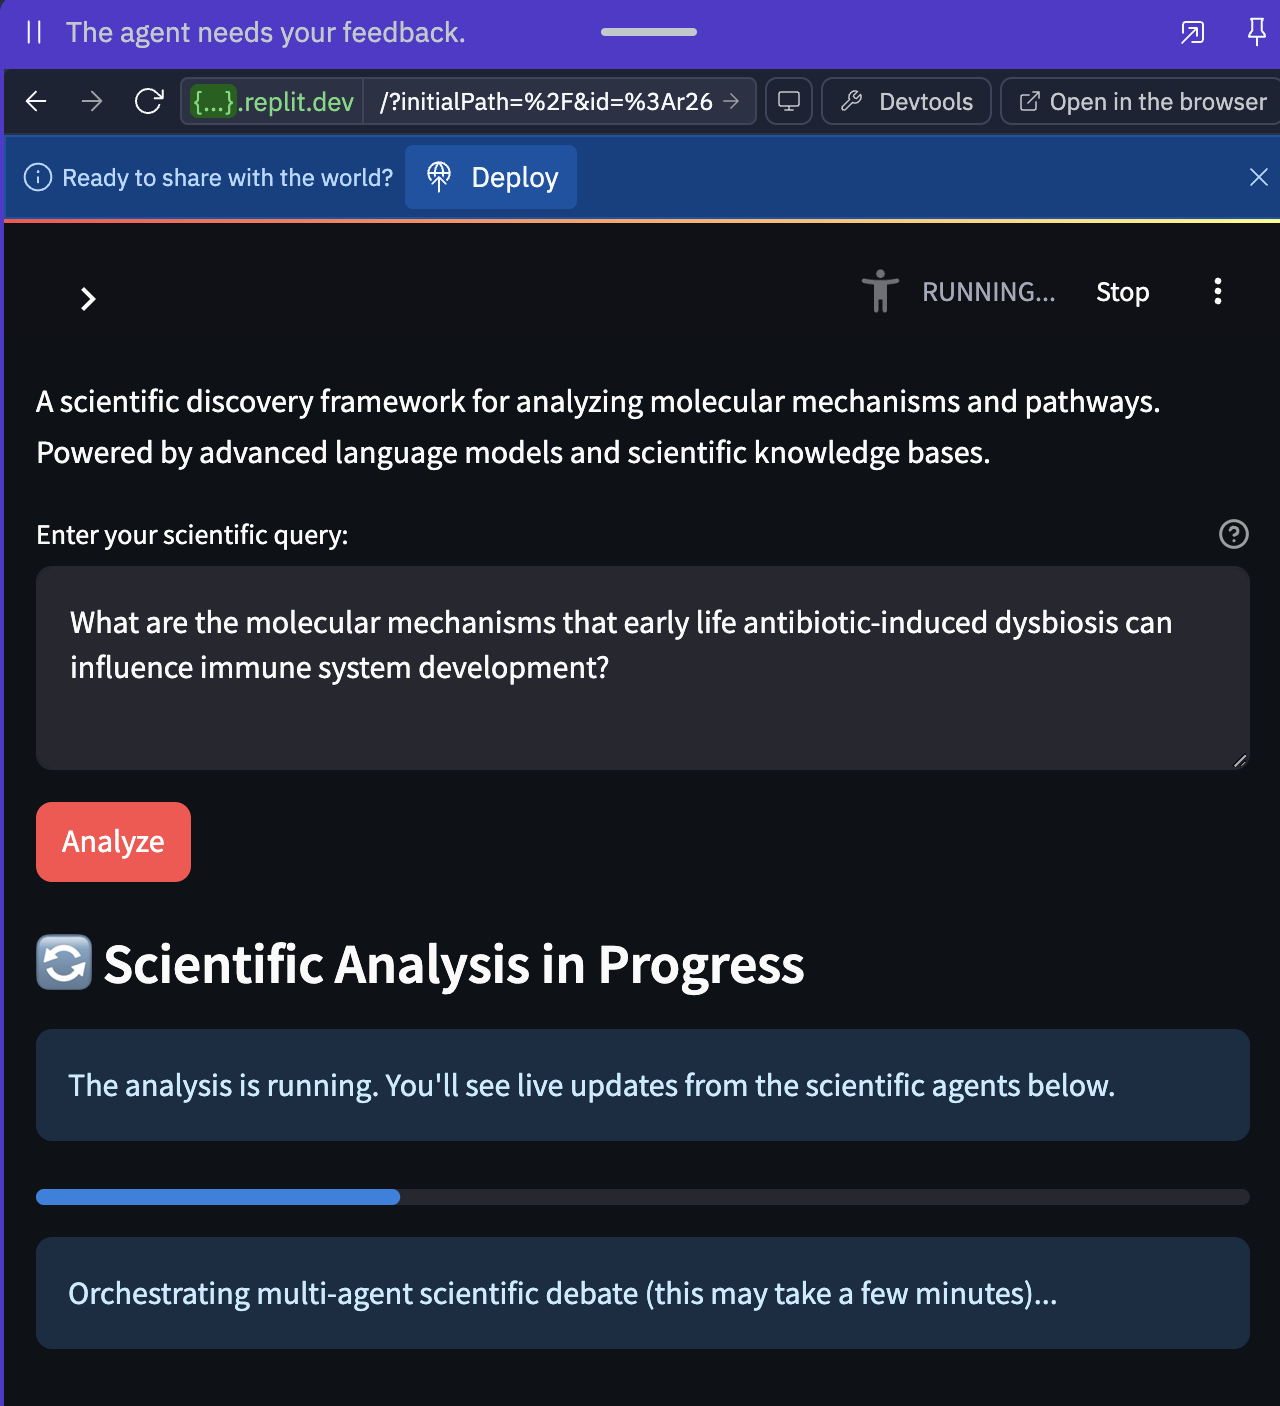 The agent needs your feedback.
{...}.replit.dev /?initialPath=%2F&id=%3Ar26 Devtools Open in the browser
Ready to share with the world? Deploy
RUNNING... Stop
A scientific discovery framework for analyzing molecular mechanisms and pathways.
Powered by advanced language models and scientific knowledge bases.
Enter your scientific query:
What are the molecular mechanisms that early life antibiotic-induced dysbiosis can
influence immune system development?
Analyze
Scientific Analysis in Progress
The analysis is running. You'll see live updates from the scientific agents below.
Orchestrating multi-agent scientific debate (this may take a few minutes)...